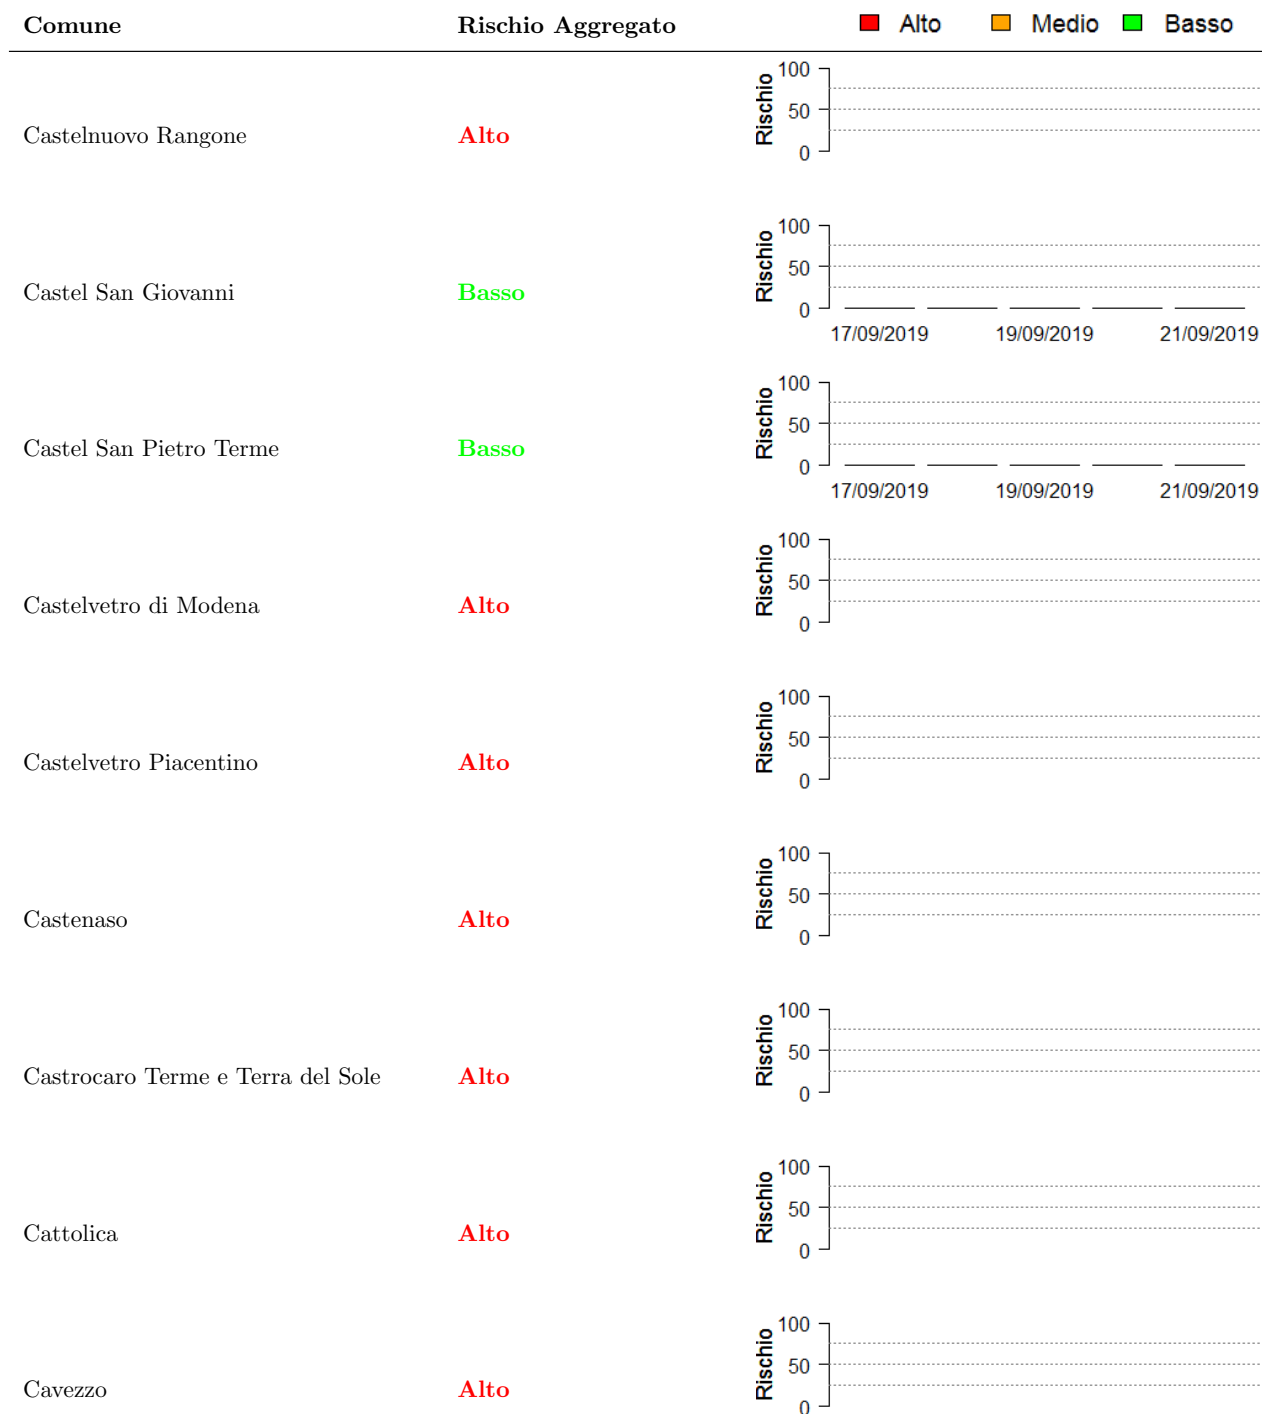 Comune Rischio Aggregato Alto Medio Basso
100
50
0
Rischio
Castelnuovo Rangone Alto
100
50
0
Rischio
Castel San Giovanni Basso
17/09/2019 19/09/2019 21/09/2019
100
50
0
Rischio
Castel San Pietro Terme Basso
17/09/2019 19/09/2019 21/09/2019
100
50
0
Rischio
Castelvetro di Modena Alto
100
50
0
Rischio
Castelvetro Piacentino Alto
100
50
0
Rischio
Castenaso Alto
100
50
0
Rischio
Castrocaro Terme e Terra del Sole Alto
100
50
0
Rischio
Cattolica Alto
100
50
0
Rischio
Cavezzo Alto